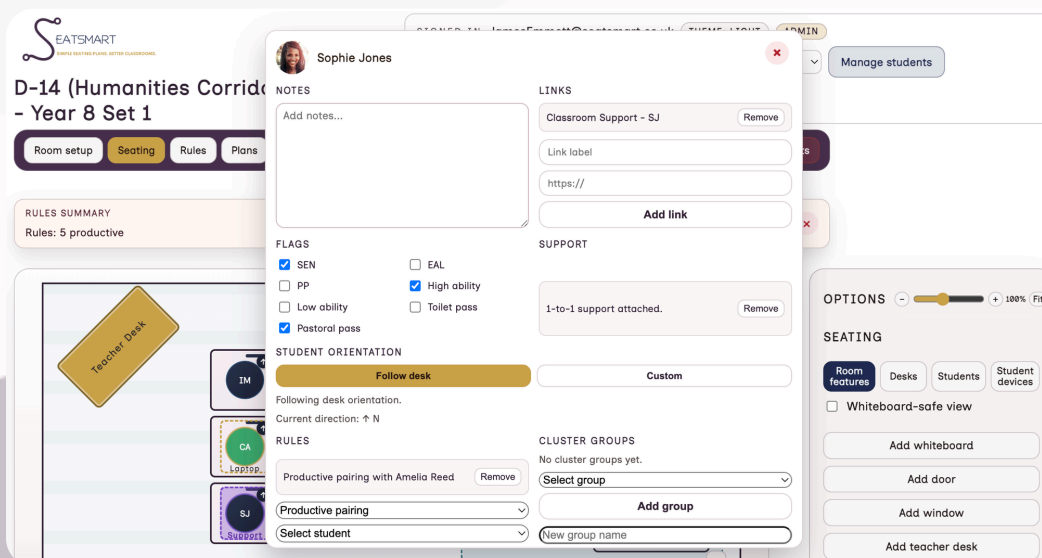 SEATSMART
SIMPLE SEATING PLANS. BETTER CLASSROOMS.
JamesEmmett@seatsmart.co.uk
ADMIN
D-14 (Humanities
- Year 8 Set 1
Manage students
Room setup
Seating
Rules
Plans
RULES SUMMARY
Rules: 5 productive
Teacher Desk
IM
CA
Laptop
SJ
Support
Sophie Jones
×
NOTES
Add notes...
LINKS
Classroom Support - SJ
Remove
Link label
https://
Add link
FLAGS
SEN
EAL
PP
High ability
Low ability
Toilet pass
Pastoral pass
SUPPORT
1-to-1 support attached.
Remove
STUDENT ORIENTATION
Follow desk
Custom
Following desk orientation.
Current direction: ↑ N
RULES
Productive pairing with Amelia Reed
Remove
Productive pairing
Select student
CLUSTER GROUPS
No cluster groups yet.
Select group
Add group
New group name
×
OPTIONS - + 100% Fit
SEATING
Room features
Desks
Students
Student devices
Whiteboard-safe view
Add whiteboard
Add door
Add window
Add teacher desk